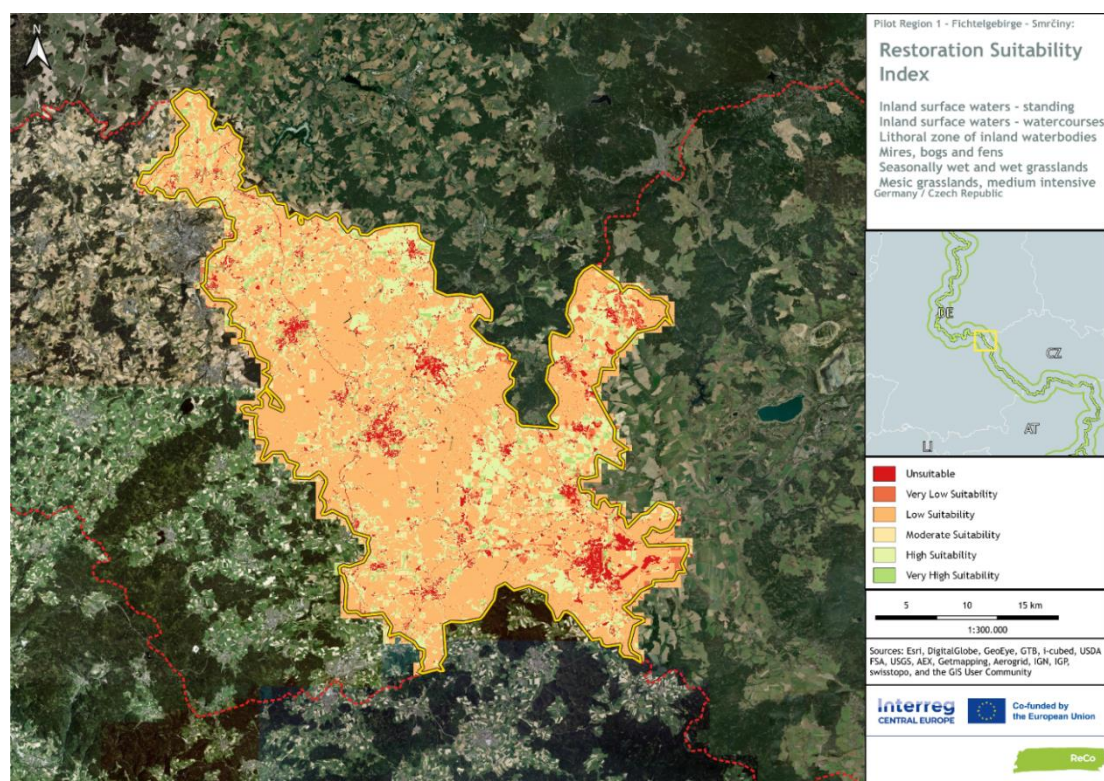 N
Pilot Region 1 - Fichtelgebirge - Smrčiny:
Restoration Suitability
Index
Inland surface waters - standing
Inland surface waters - watercourses
Lithoral zone of inland waterbodies
Mires, bogs and fens
Seasonally wet and wet grasslands
Mesic grasslands, medium intensive
Germany / Czech Republic
DE
CZ
AT
LI
Unsuitable
Very Low Suitability
Low Suitability
Moderate Suitability
High Suitability
Very High Suitability
5 10 15 km
1:300.000
Sources: Esri, DigitalGlobe, GeoEye, GTB, i-cubed, USDA
FSA, USGS, AEX, Getmapping, Aerogrid, IGN, IGP,
swisstopo, and the GIS User Community
Interreg
CENTRAL EUROPE
Co-funded by
the European Union
ReCo